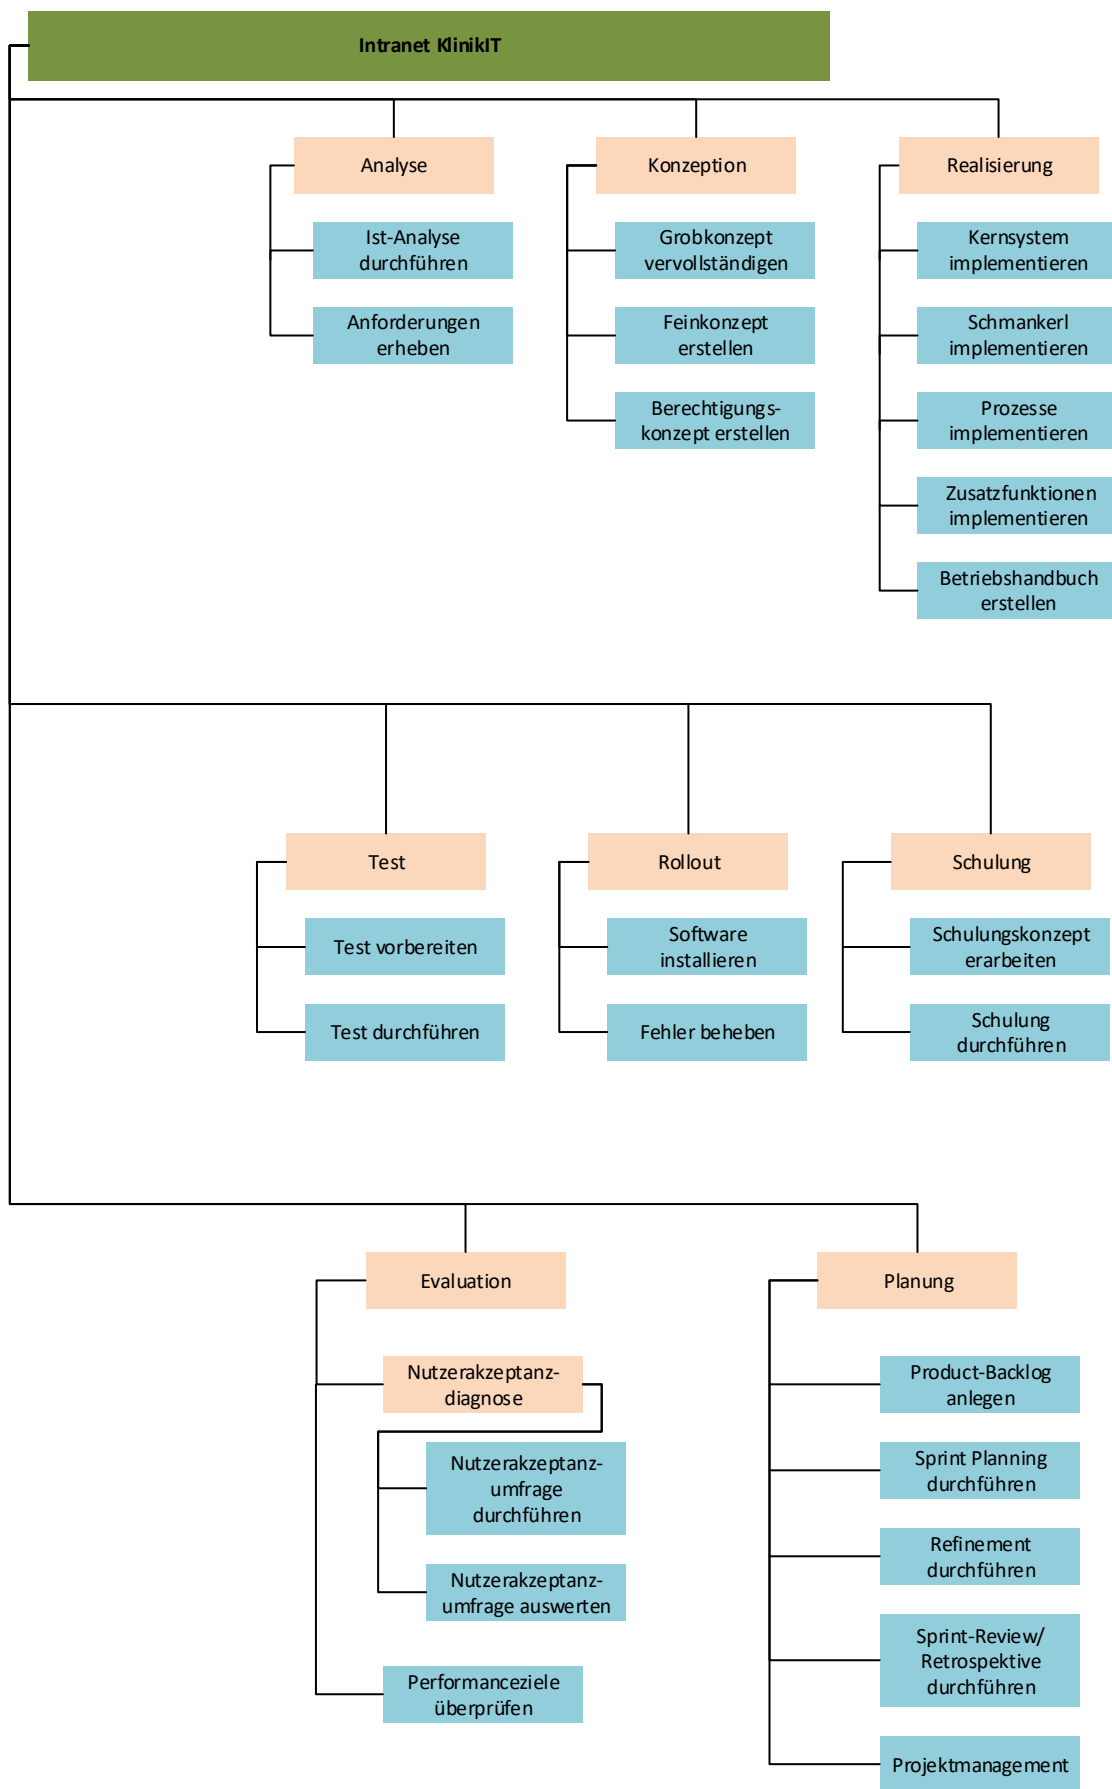 Intranet KlinikIT
Analyse
Ist-Analyse
durchführen
Anforderungen
erheben
Konzeption
Grobkonzept
vervollständigen
Feinkonzept
erstellen
Berechtigungs-
konzept erstellen
Realisierung
Kernsystem
implementieren
Schmankerl
implementieren
Prozesse
implementieren
Zusatzfunktionen
implementieren
Betriebshandbuch
erstellen
Test
Test vorbereiten
Test durchführen
Rollout
Software
installieren
Fehler beheben
Schulung
Schulungskonzept
erarbeiten
Schulung
durchführen
Evaluation
Nutzerakzeptanz-
diagnose
Nutzerakzeptanz-
umfrage
durchführen
Nutzerakzeptanz-
umfrage auswerten
Performanceziele
überprüfen
Planung
Product-Backlog
anlegen
Sprint Planning
durchführen
Refinement
durchführen
Sprint-Review/
Retrospektive
durchführen
Projektmanagement